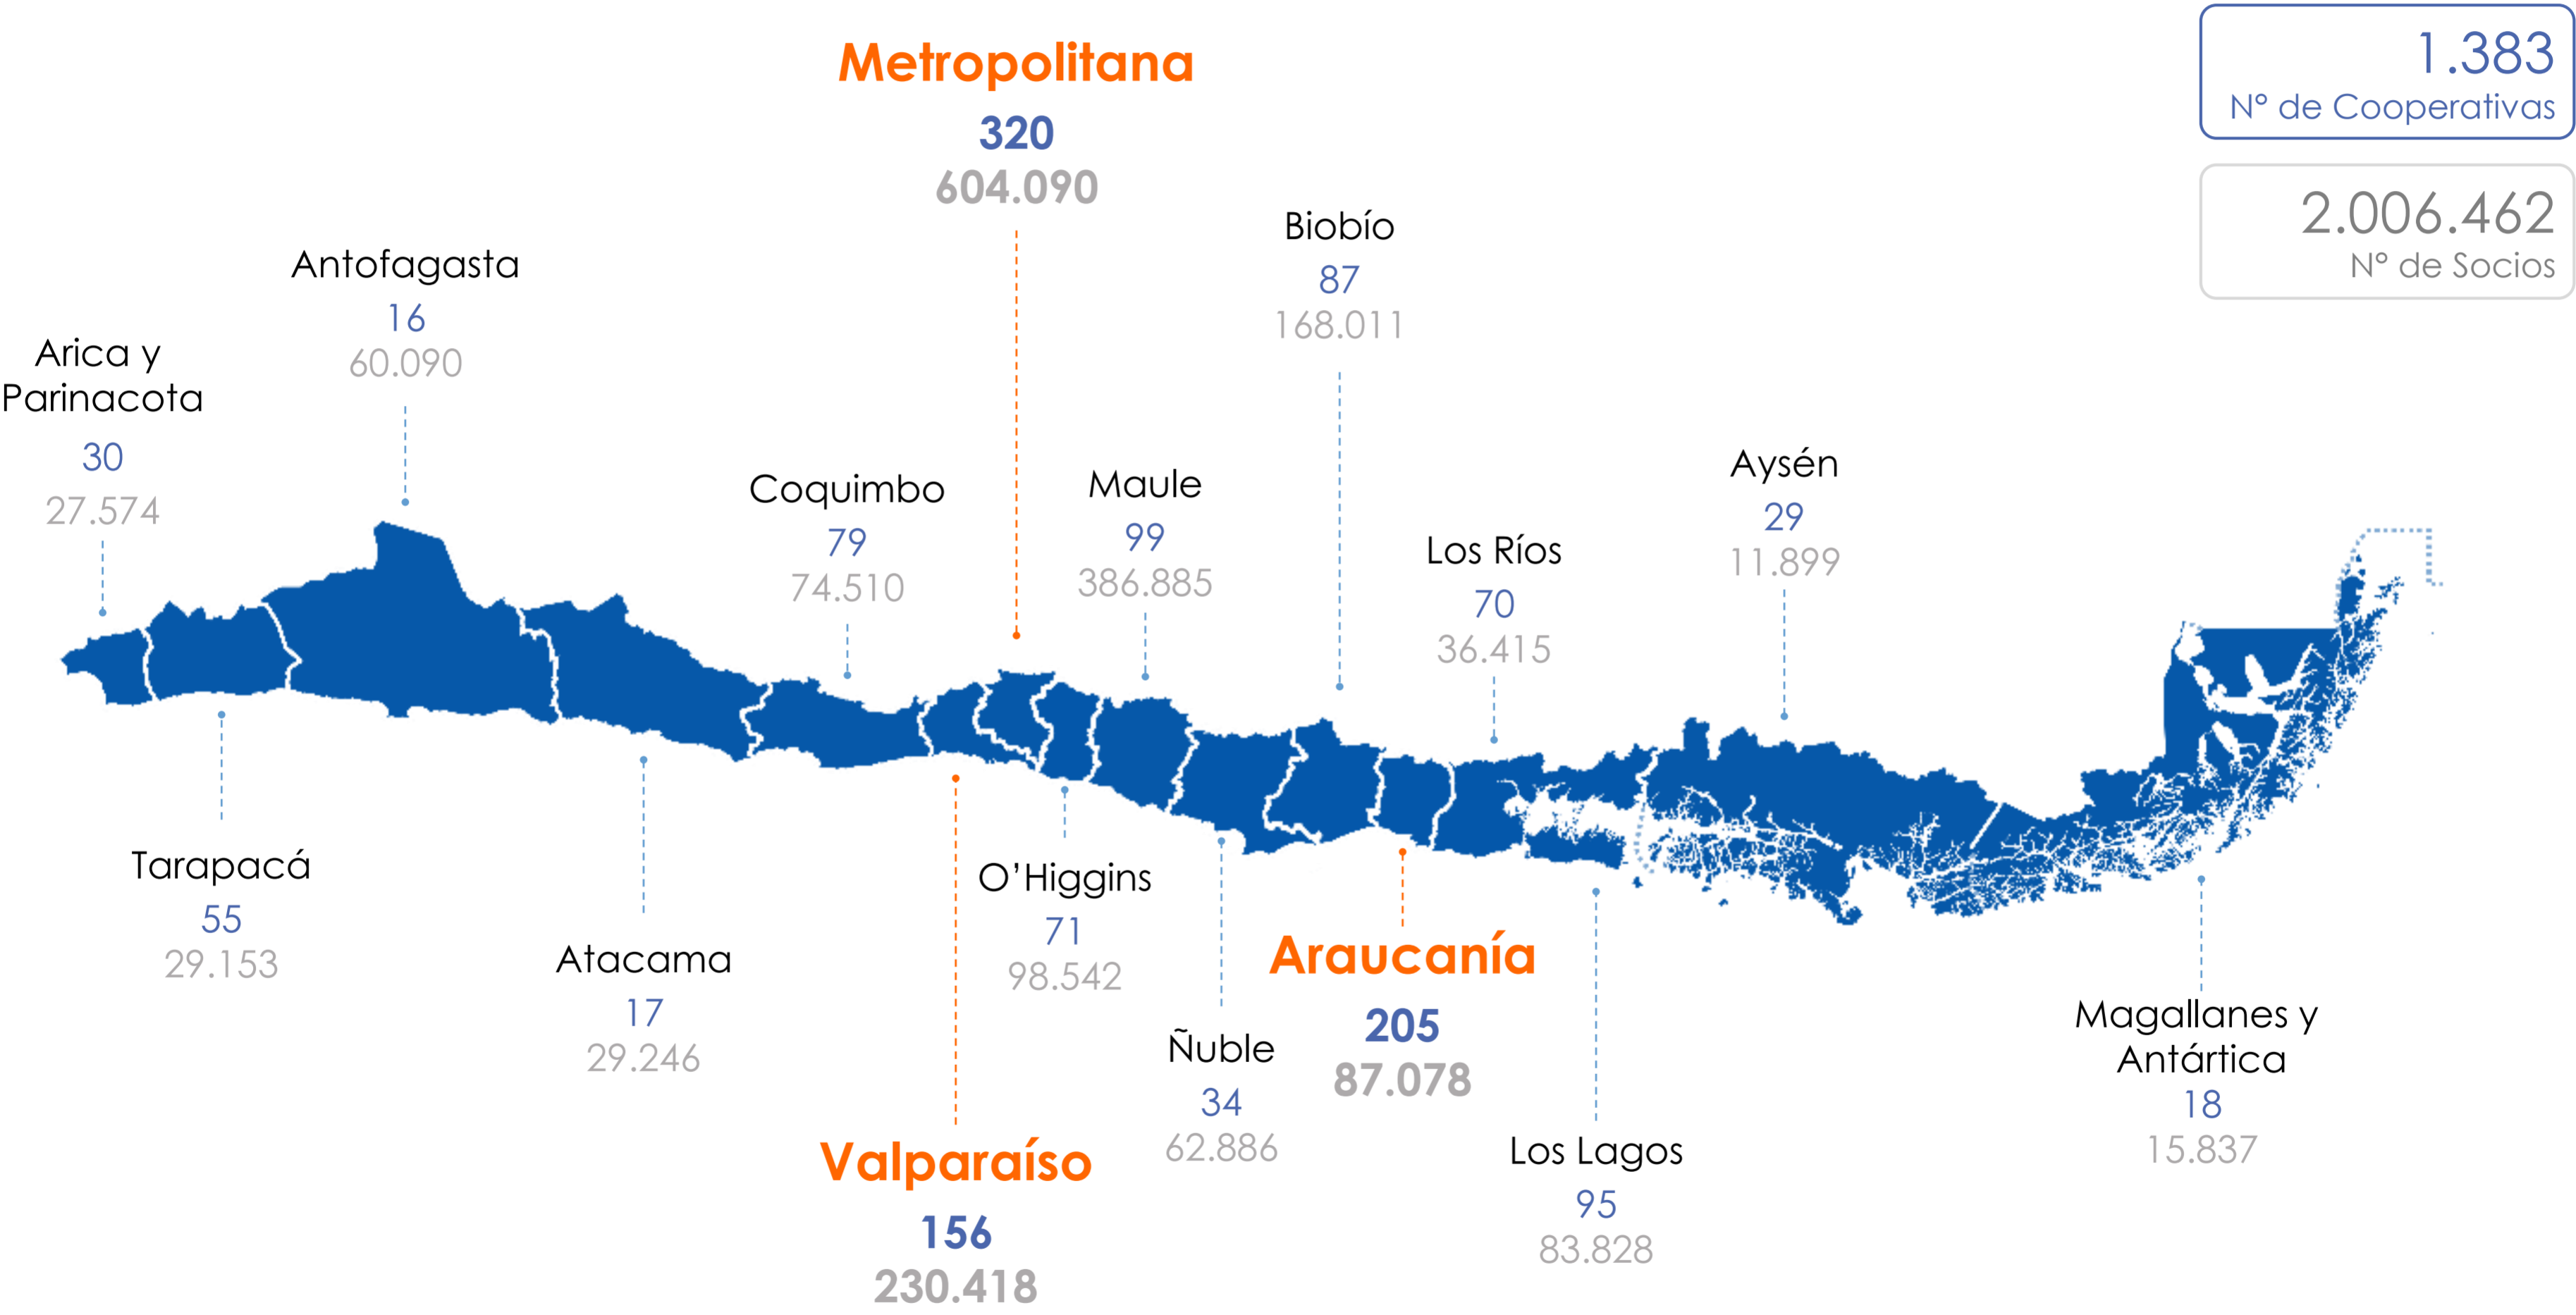 1.383
N° de Cooperativas
2.006.462
N° de Socios
Arica y
Parinacota
30
27.574
Tarapacá
55
29.153
Antofagasta
16
60.090
Atacama
17
29.246
Coquimbo
79
74.510
Valparaíso
156
230.418
Metropolitana
320
604.090
O’Higgins
71
98.542
Maule
99
386.885
Ñuble
34
62.886
Biobío
87
168.011
Araucanía
205
87.078
Los Ríos
70
36.415
Los Lagos
95
83.828
Aysén
29
11.899
Magallanes y
Antártica
18
15.837